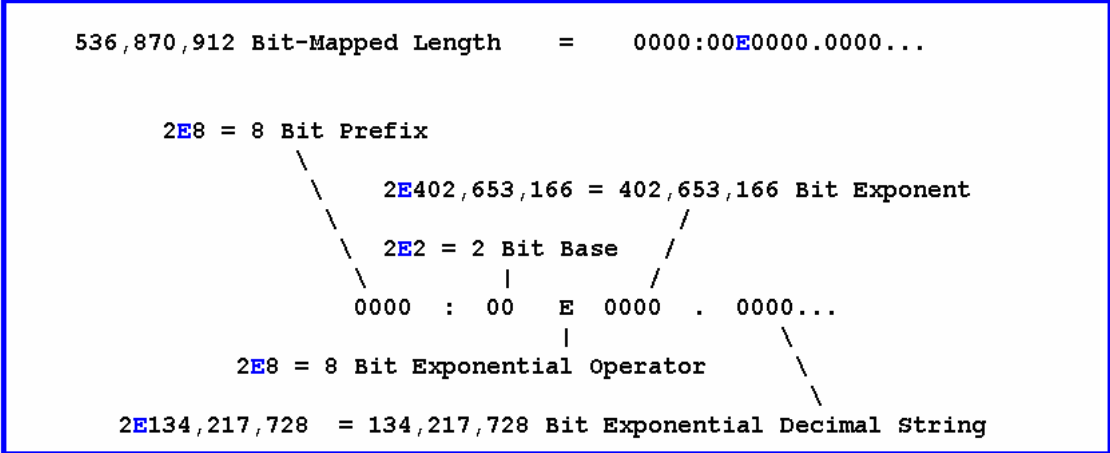 536,870,912 Bit-Mapped Length = 0000:00E0000.0000...
2E8 = 8 Bit Prefix
2E402,653,166 = 402,653,166 Bit Exponent
2E2 = 2 Bit Base
0000 : 00 E 0000 . 0000...
2E8 = 8 Bit Exponential Operator
2E134,217,728 = 134,217,728 Bit Exponential Decimal String